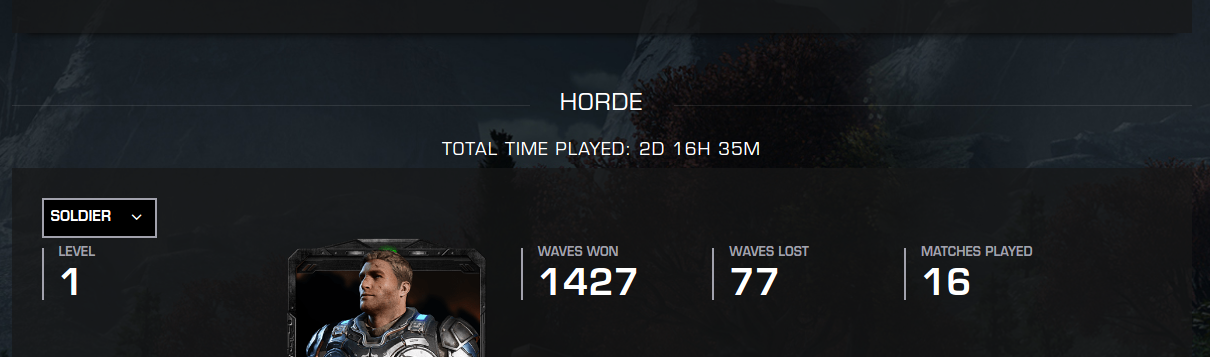 HORDE
TOTAL TIME PLAYED: 2D 16H 35M
SOLDIER
LEVEL
1
WAVES WON
1427
WAVES LOST
77
MATCHES PLAYED
16